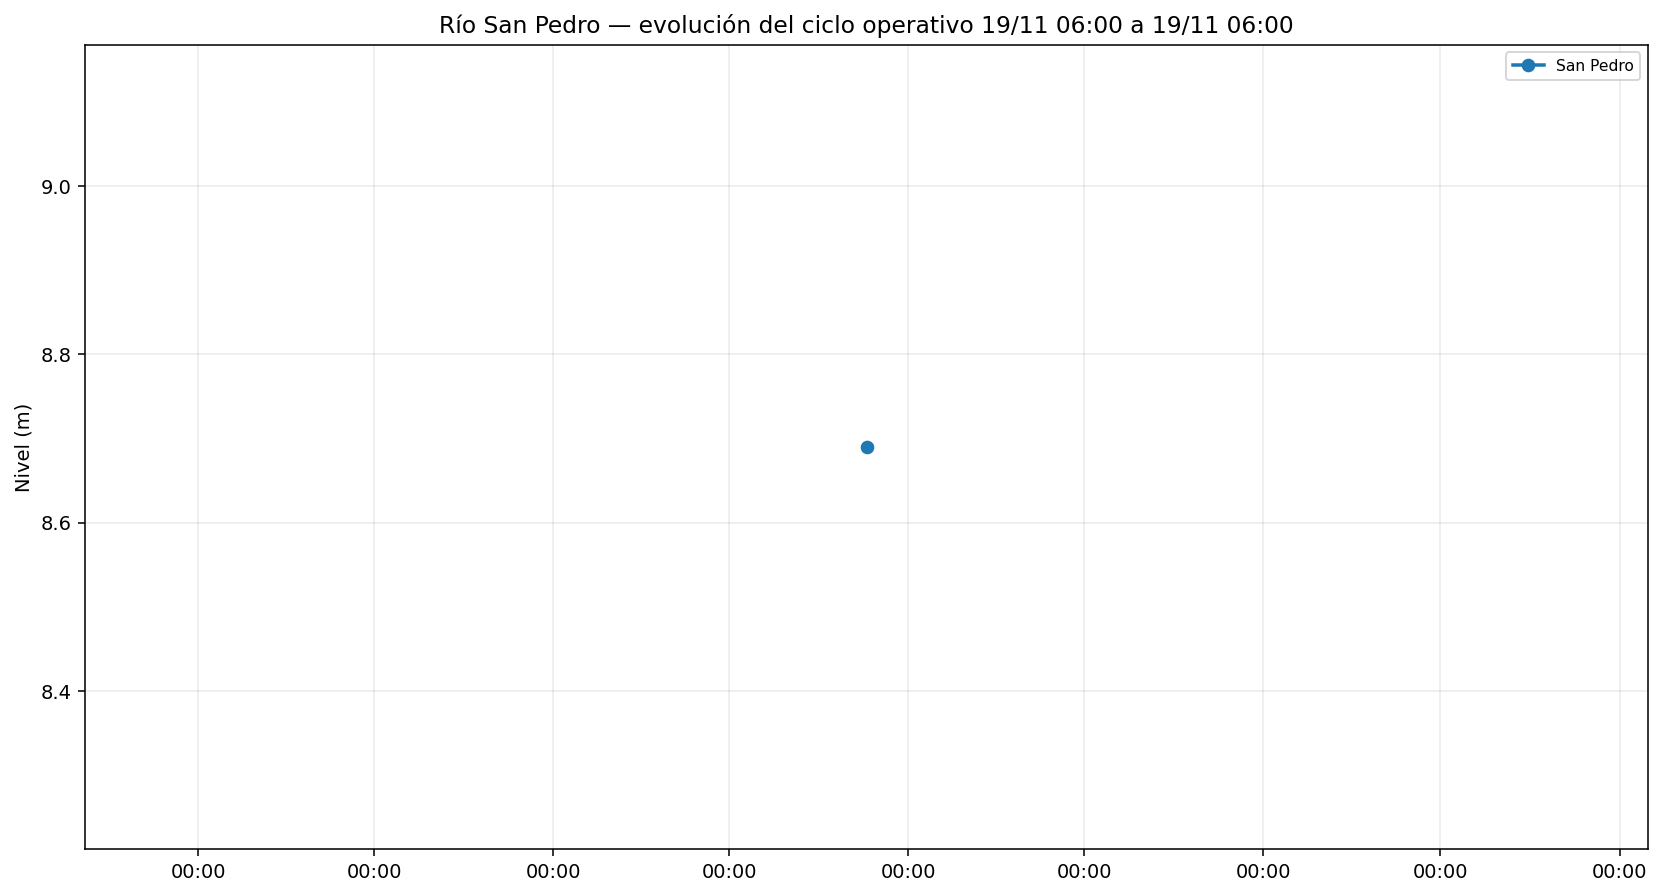 Río San Pedro — evolución del ciclo operativo 19/11 06:00 a 19/11 06:00
San Pedro
Nivel (m)
9.0
8.8
8.6
8.4
00:00 00:00 00:00 00:00 00:00 00:00 00:00 00:00 00:00